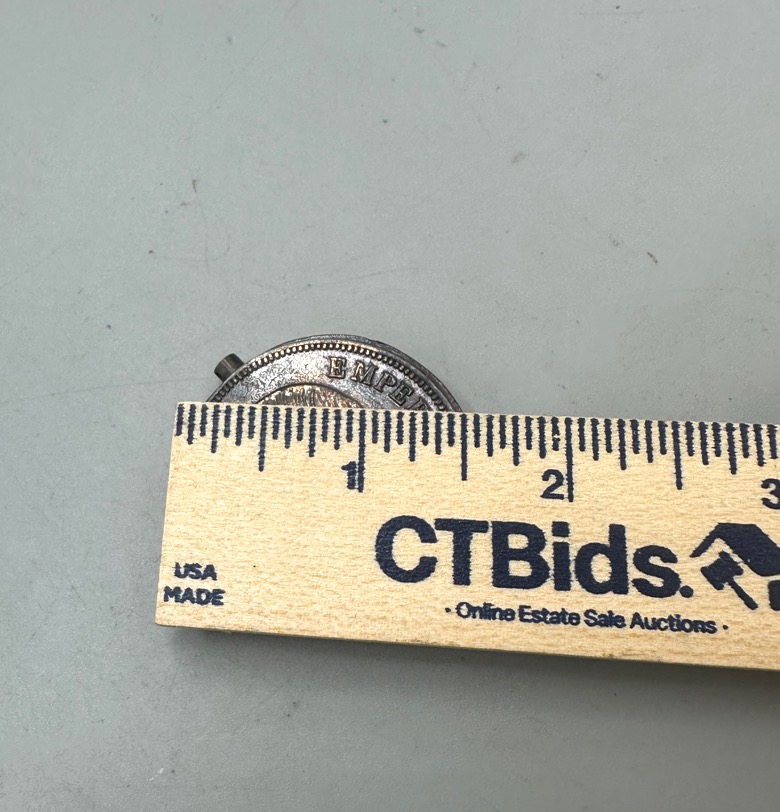 EMPE
1 2 3
CTBids.
USA
MADE
· Online Estate Sale Auctions ·